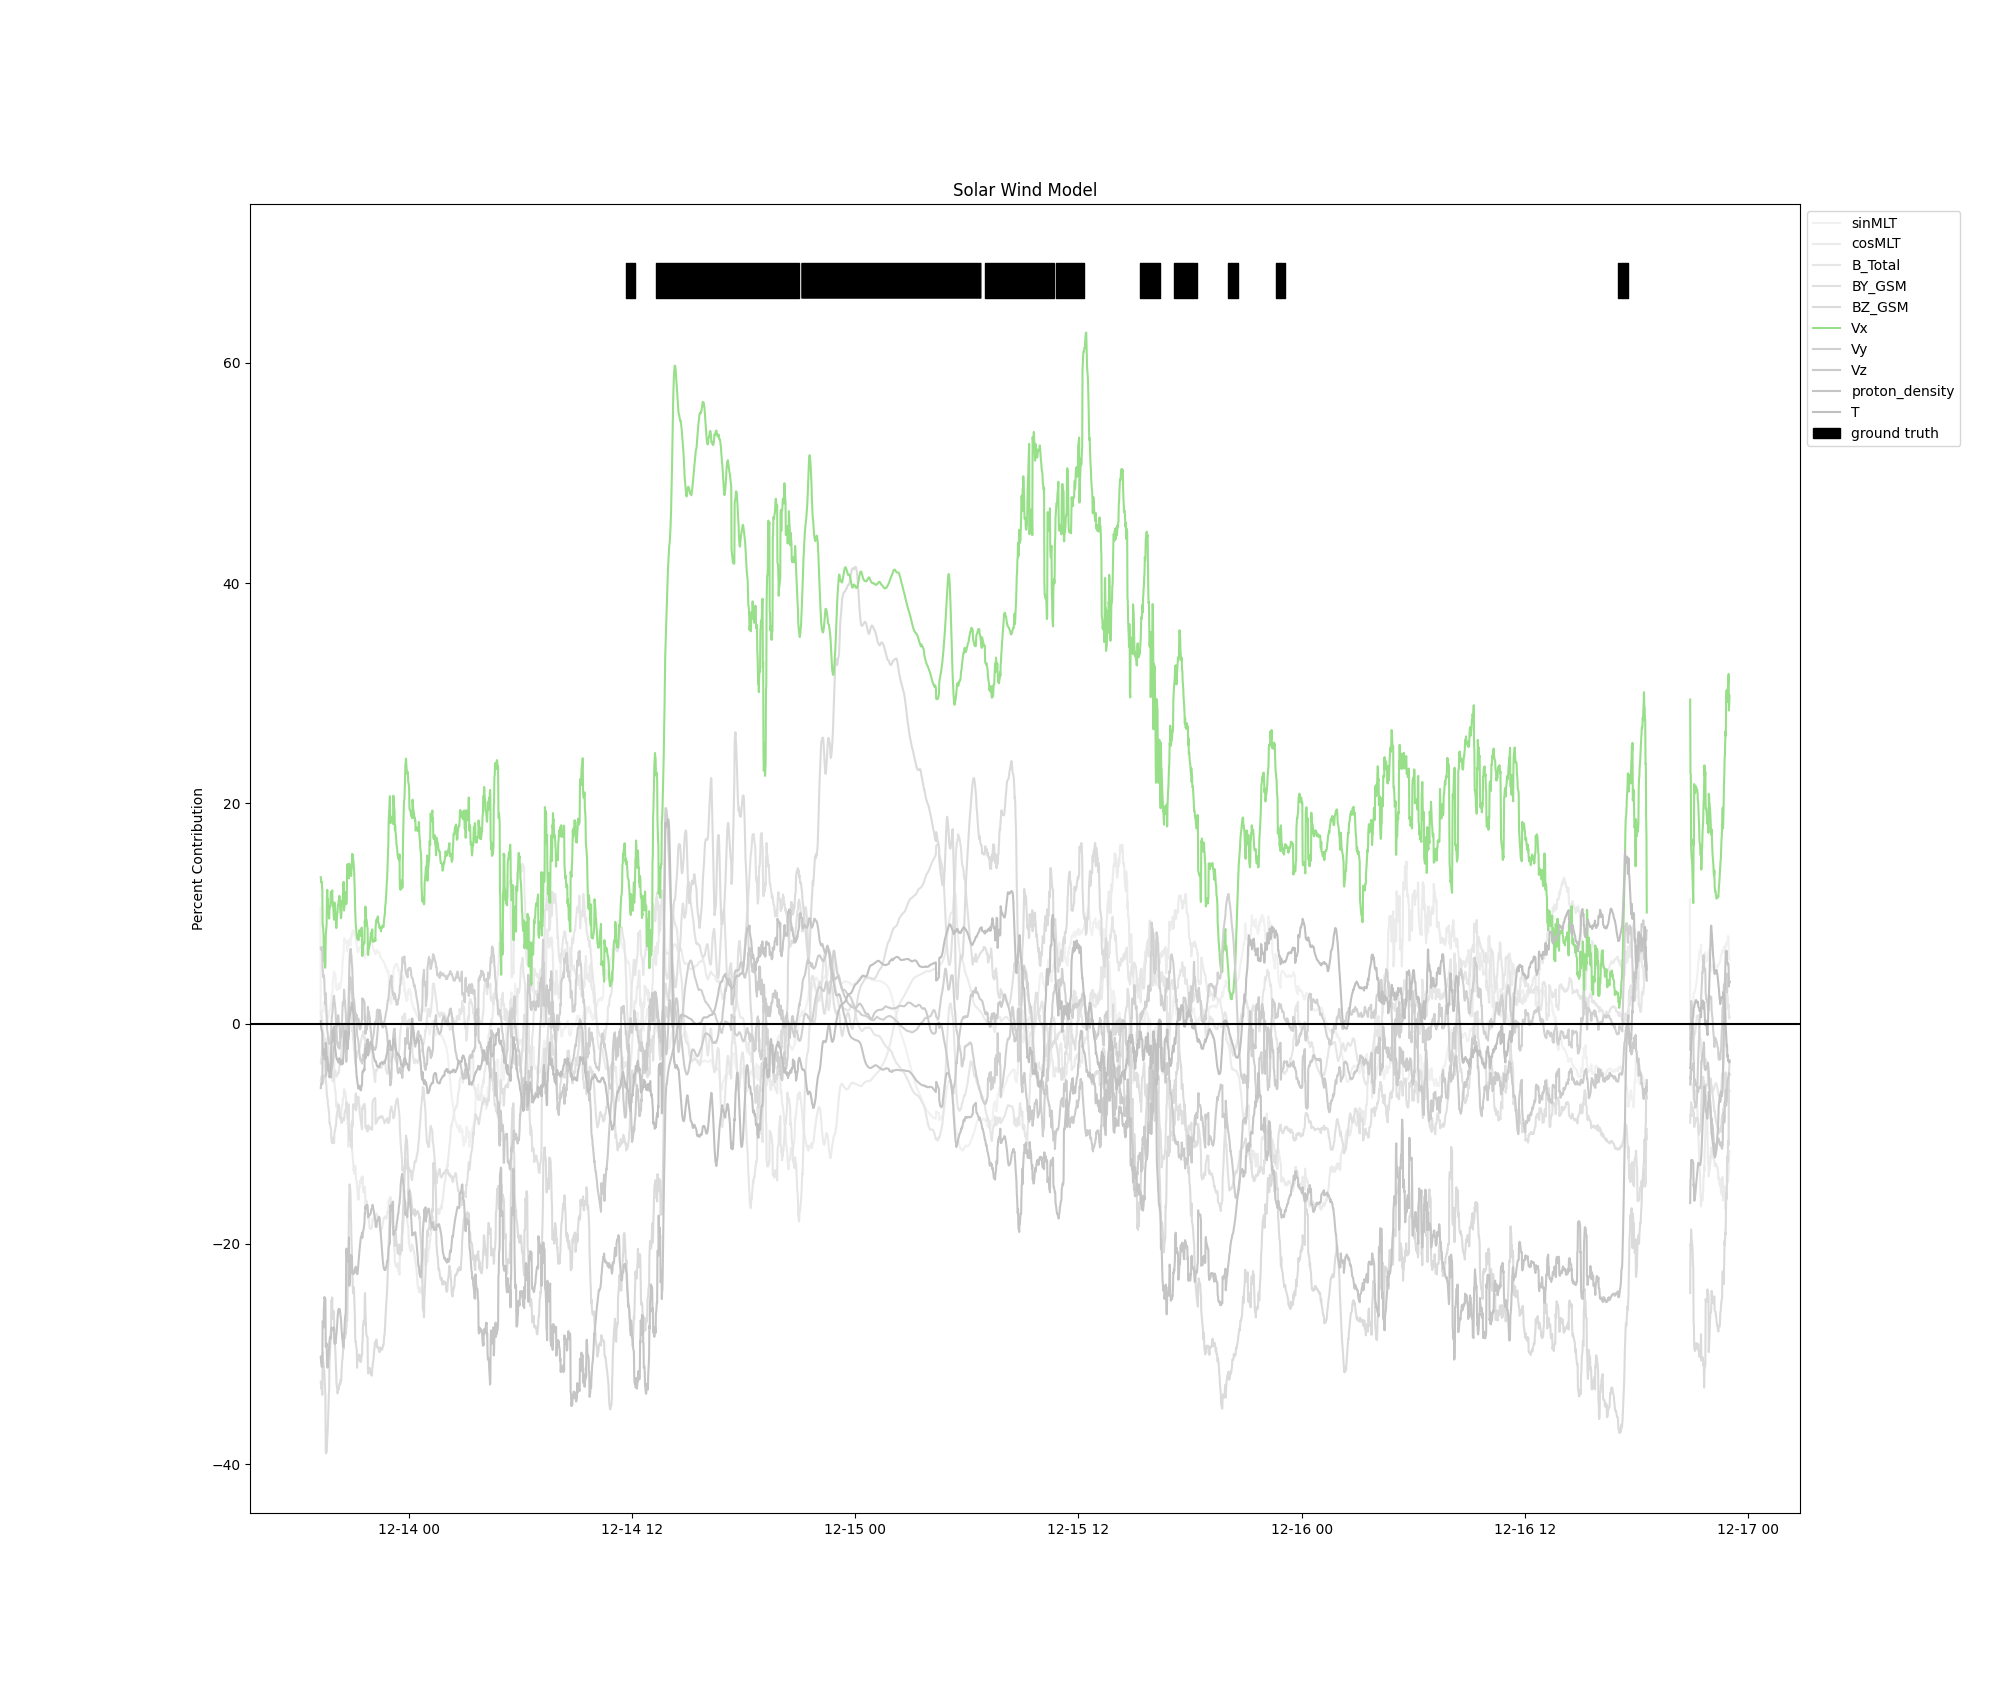 Solar Wind Model
sinMLT
cosMLT
B_Total
BY_GSM
BZ_GSM
Vx
Vy
Vz
proton_density
T
ground truth
Percent Contribution
60
40
20
0
−20
−40
12-14 00
12-14 12
12-15 00
12-15 12
12-16 00
12-16 12
12-17 00